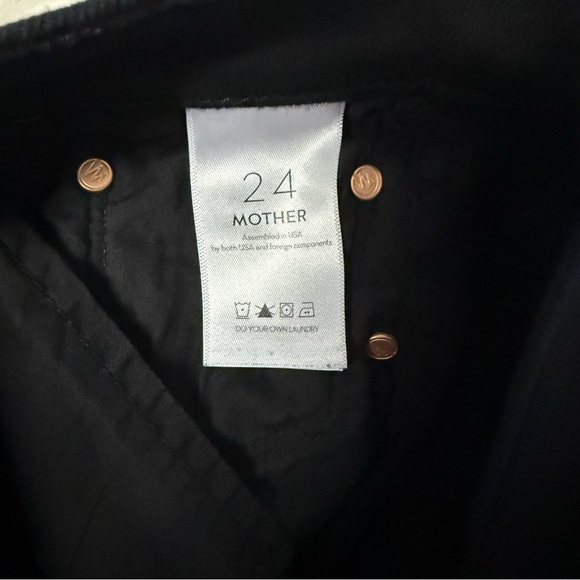 24
MOTHER
Assembled in USA
by both USA and foreign components
DO YOUR OWN LAUNDRY